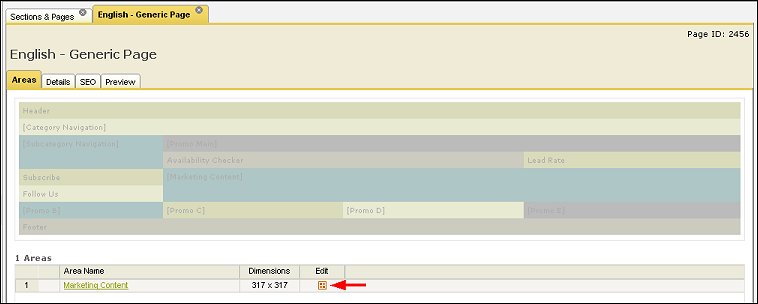 Sections & Pages English - Generic Page
Page ID: 2456
English - Generic Page
Areas Details SEO Preview
Header
[Category Navigation]
[Subcategory Navigation] [Promo Main]
Availability Checker Lead Rate
Subscribe [Marketing Content]
Follow Us
[Promo B] [Promo C] [Promo D] [Promo E]
Footer
1 Areas
Area Name Dimensions Edit
1 Marketing Content 317 x 317